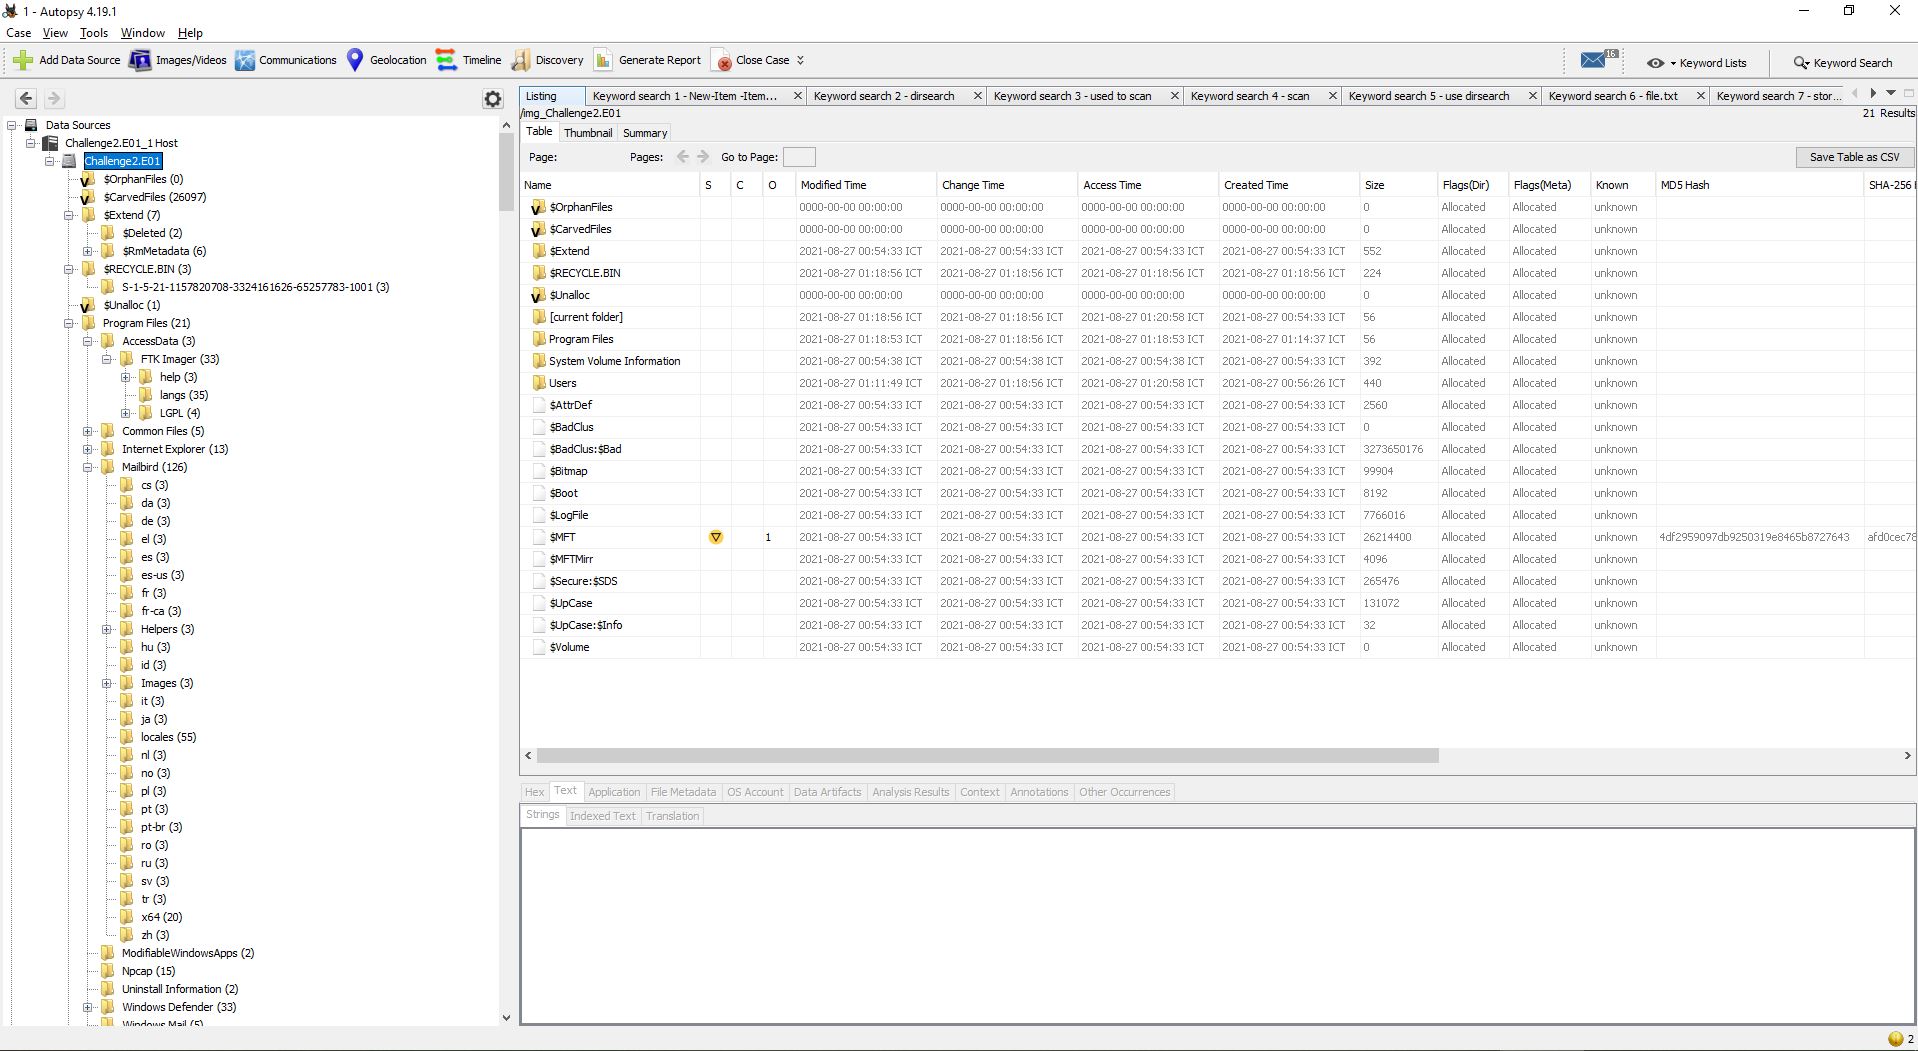 1 - Autopsy 4.19.1
Case View Tools Window Help
Add Data Source Images/Videos Communications Geolocation Timeline Discovery Generate Report Close Case 16 Keyword Lists Keyword Search
Data Sources
Challenge2.E01_1 Host
Challenge2.E01
$OrphanFiles (0)
$CarvedFiles (26097)
$Extend (7)
$Deleted (2)
$RmMetadata (6)
$RECYCLE.BIN (3)
S-1-5-21-1157820708-3324161626-65257783-1001 (3)
$Unalloc (1)
Program Files (21)
AccessData (3)
FTK Imager (33)
help (3)
langs (35)
LGPL (4)
Common Files (5)
Internet Explorer (13)
Mailbird (126)
cs (3)
da (3)
de (3)
el (3)
es (3)
es-us (3)
fr (3)
fr-ca (3)
Helpers (3)
hu (3)
id (3)
Images (3)
it (3)
ja (3)
locales (55)
nl (3)
no (3)
pl (3)
pt (3)
pt-br (3)
ro (3)
ru (3)
sv (3)
tr (3)
x64 (20)
zh (3)
ModifiableWindowsApps (2)
Npcap (15)
Uninstall Information (2)
Windows Defender (33)
Windows Mail (5)
Listing Keyword search 1 - New-Item -Item... Keyword search 2 - dirsearch Keyword search 3 - used to scan Keyword search 4 - scan Keyword search 5 - use dirsearch Keyword search 6 - file.txt Keyword search 7 - stor...
/img_Challenge2.E01 21 Results
Table Thumbnail Summary
Page: Pages: Go to Page: Save Table as CSV
Name S C O Modified Time Change Time Access Time Created Time Size Flags(Dir) Flags(Meta) Known MD5 Hash SHA-256
$OrphanFiles 0000-00-00 00:00:00 0000-00-00 00:00:00 0000-00-00 00:00:00 0000-00-00 00:00:00 0 Allocated Allocated unknown
$CarvedFiles 0000-00-00 00:00:00 0000-00-00 00:00:00 0000-00-00 00:00:00 0000-00-00 00:00:00 0 Allocated Allocated unknown
$Extend 2021-08-27 00:54:33 ICT 2021-08-27 00:54:33 ICT 2021-08-27 00:54:33 ICT 2021-08-27 00:54:33 ICT 552 Allocated Allocated unknown
$RECYCLE.BIN 2021-08-27 01:18:56 ICT 2021-08-27 01:18:56 ICT 2021-08-27 01:18:56 ICT 2021-08-27 01:18:56 ICT 224 Allocated Allocated unknown
$Unalloc 0000-00-00 00:00:00 0000-00-00 00:00:00 0000-00-00 00:00:00 0000-00-00 00:00:00 0 Allocated Allocated unknown
[current folder] 2021-08-27 01:18:56 ICT 2021-08-27 01:18:56 ICT 2021-08-27 01:20:58 ICT 2021-08-27 00:54:33 ICT 56 Allocated Allocated unknown
Program Files 2021-08-27 01:18:53 ICT 2021-08-27 01:18:56 ICT 2021-08-27 01:18:53 ICT 2021-08-27 01:14:37 ICT 56 Allocated Allocated unknown
System Volume Information 2021-08-27 00:54:38 ICT 2021-08-27 00:54:38 ICT 2021-08-27 00:54:38 ICT 2021-08-27 00:54:33 ICT 392 Allocated Allocated unknown
Users 2021-08-27 01:11:49 ICT 2021-08-27 01:18:56 ICT 2021-08-27 01:20:58 ICT 2021-08-27 00:56:26 ICT 440 Allocated Allocated unknown
$AttrDef 2021-08-27 00:54:33 ICT 2021-08-27 00:54:33 ICT 2021-08-27 00:54:33 ICT 2021-08-27 00:54:33 ICT 2560 Allocated Allocated unknown
$BadClus 2021-08-27 00:54:33 ICT 2021-08-27 00:54:33 ICT 2021-08-27 00:54:33 ICT 2021-08-27 00:54:33 ICT 0 Allocated Allocated unknown
$BadClus:$Bad 2021-08-27 00:54:33 ICT 2021-08-27 00:54:33 ICT 2021-08-27 00:54:33 ICT 2021-08-27 00:54:33 ICT 3273650176 Allocated Allocated unknown
$Bitmap 2021-08-27 00:54:33 ICT 2021-08-27 00:54:33 ICT 2021-08-27 00:54:33 ICT 2021-08-27 00:54:33 ICT 99904 Allocated Allocated unknown
$Boot 2021-08-27 00:54:33 ICT 2021-08-27 00:54:33 ICT 2021-08-27 00:54:33 ICT 2021-08-27 00:54:33 ICT 8192 Allocated Allocated unknown
$LogFile 2021-08-27 00:54:33 ICT 2021-08-27 00:54:33 ICT 2021-08-27 00:54:33 ICT 2021-08-27 00:54:33 ICT 7766016 Allocated Allocated unknown
$MFT 1 2021-08-27 00:54:33 ICT 2021-08-27 00:54:33 ICT 2021-08-27 00:54:33 ICT 2021-08-27 00:54:33 ICT 26214400 Allocated Allocated unknown 4df2959097db9250319e8465b8727643 afd0cec78
$MFTMirr 2021-08-27 00:54:33 ICT 2021-08-27 00:54:33 ICT 2021-08-27 00:54:33 ICT 2021-08-27 00:54:33 ICT 4096 Allocated Allocated unknown
$Secure:$SDS 2021-08-27 00:54:33 ICT 2021-08-27 00:54:33 ICT 2021-08-27 00:54:33 ICT 2021-08-27 00:54:33 ICT 265476 Allocated Allocated unknown
$UpCase 2021-08-27 00:54:33 ICT 2021-08-27 00:54:33 ICT 2021-08-27 00:54:33 ICT 2021-08-27 00:54:33 ICT 131072 Allocated Allocated unknown
$UpCase:$Info 2021-08-27 00:54:33 ICT 2021-08-27 00:54:33 ICT 2021-08-27 00:54:33 ICT 2021-08-27 00:54:33 ICT 32 Allocated Allocated unknown
$Volume 2021-08-27 00:54:33 ICT 2021-08-27 00:54:33 ICT 2021-08-27 00:54:33 ICT 2021-08-27 00:54:33 ICT 0 Allocated Allocated unknown
Hex Text Application File Metadata OS Account Data Artifacts Analysis Results Context Annotations Other Occurrences
Strings Indexed Text Translation
2